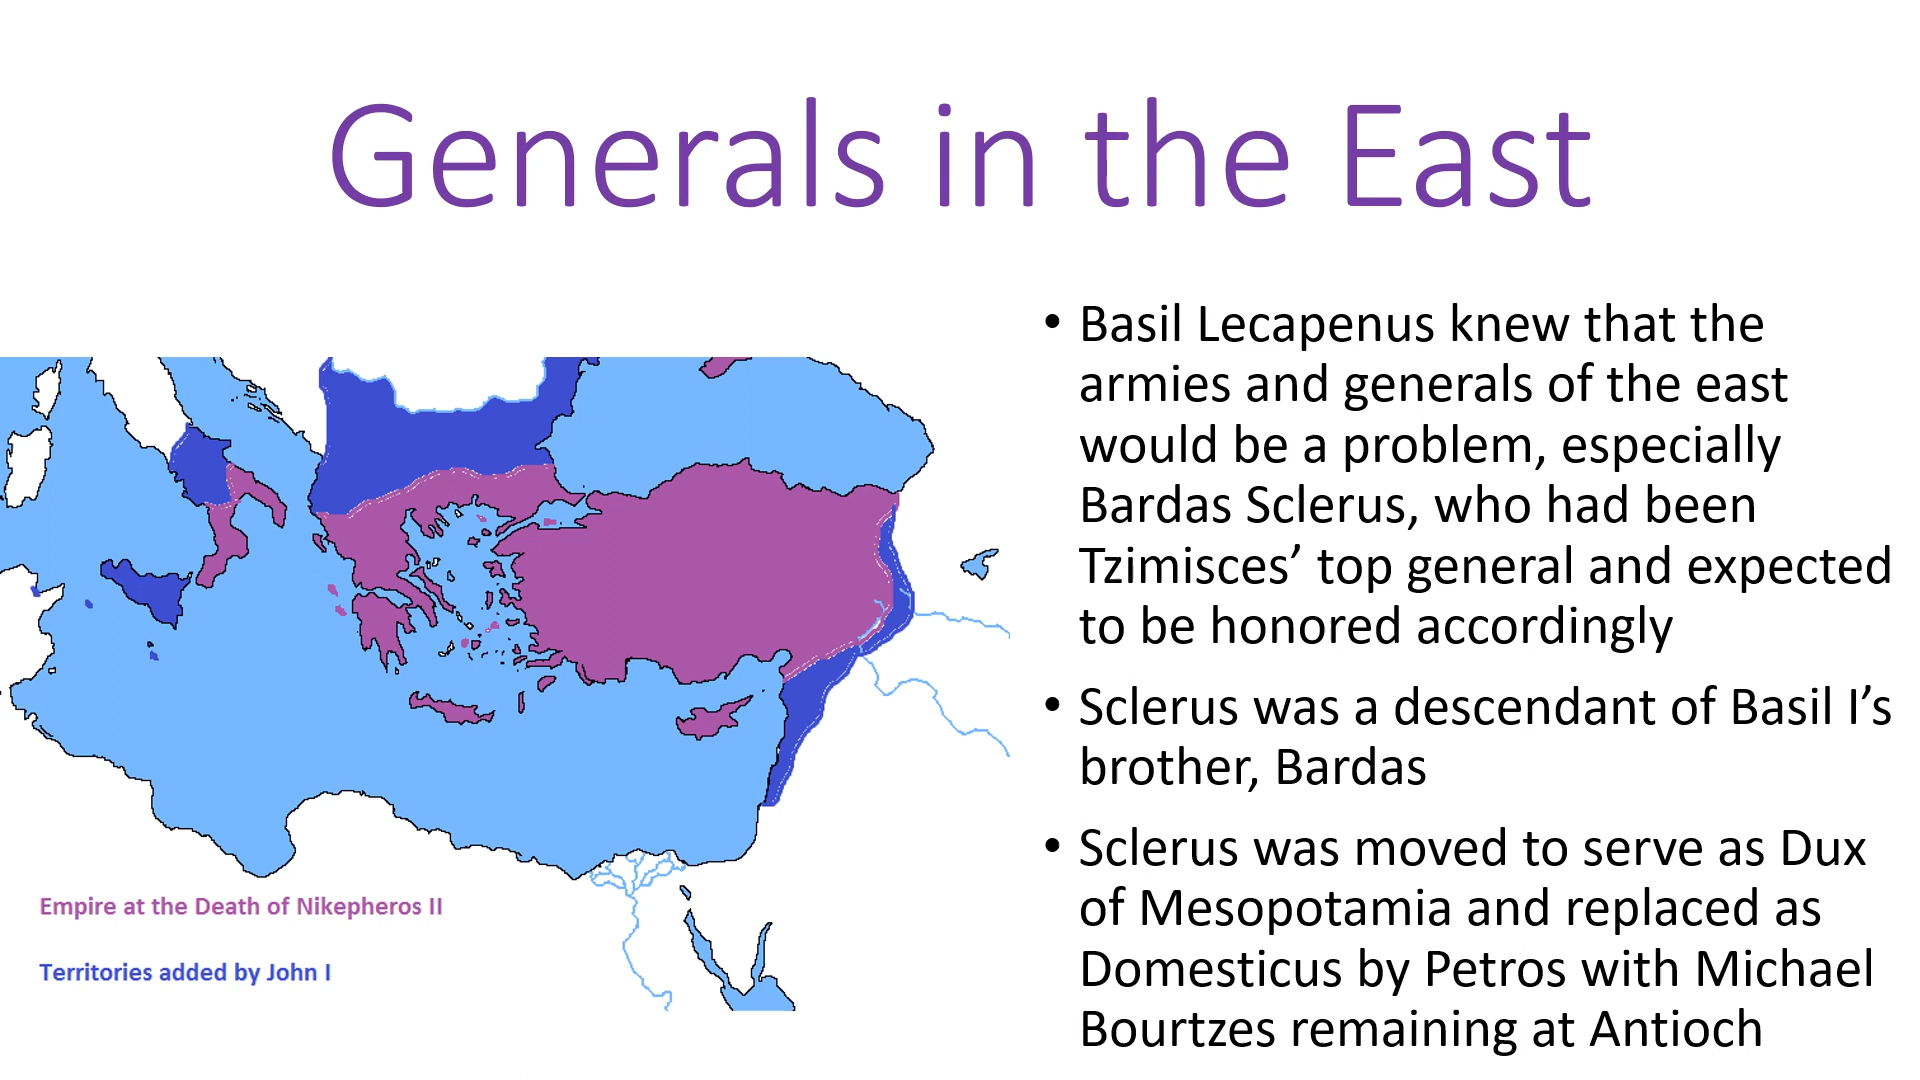 Generals in the East
• Basil Lecapenus knew that the
armies and generals of the east
would be a problem, especially
Bardas Sclerus, who had been
Tzimisces’ top general and expected
to be honored accordingly
• Sclerus was a descendant of Basil I’s
brother, Bardas
• Sclerus was moved to serve as Dux
of Mesopotamia and replaced as
Domesticus by Petros with Michael
Bourtzes remaining at Antioch
Empire at the Death of Nikepheros II
Territories added by John I